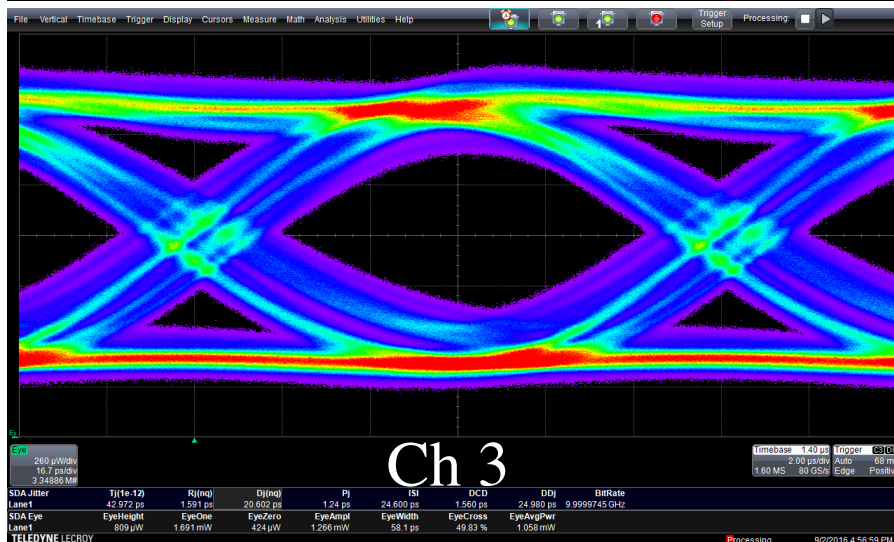 File Vertical Timebase Trigger Display Cursors Measure Math Analysis Utilities Help 1 Trigger Setup Processing:
Ey
Eye
260 µW/div
16.7 ps/div
3.34886 M#
Ch 3
Timebase 1.40 µs
2.00 µs/div
1.60 MS 80 GS/s
Trigger C3
Auto 68 m
Edge Positiv
SDA Jitter Tj(1e-12) Rj(nq) Dj(nq) Pj ISI DCD DDj BitRate
Lane1 42.972 ps 1.591 ps 20.602 ps 1.24 ps 24.600 ps 1.560 ps 24.980 ps 9.9999745 GHz
SDA Eye EyeHeight EyeOne EyeZero EyeAmpl EyeWidth EyeCross EyeAvgPwr
Lane1 809 µW 1.691 mW 424 µW 1.266 mW 58.1 ps 49.83 % 1.058 mW
TELEDYNE LECROY Processing 9/2/2016 4:56:59 PM